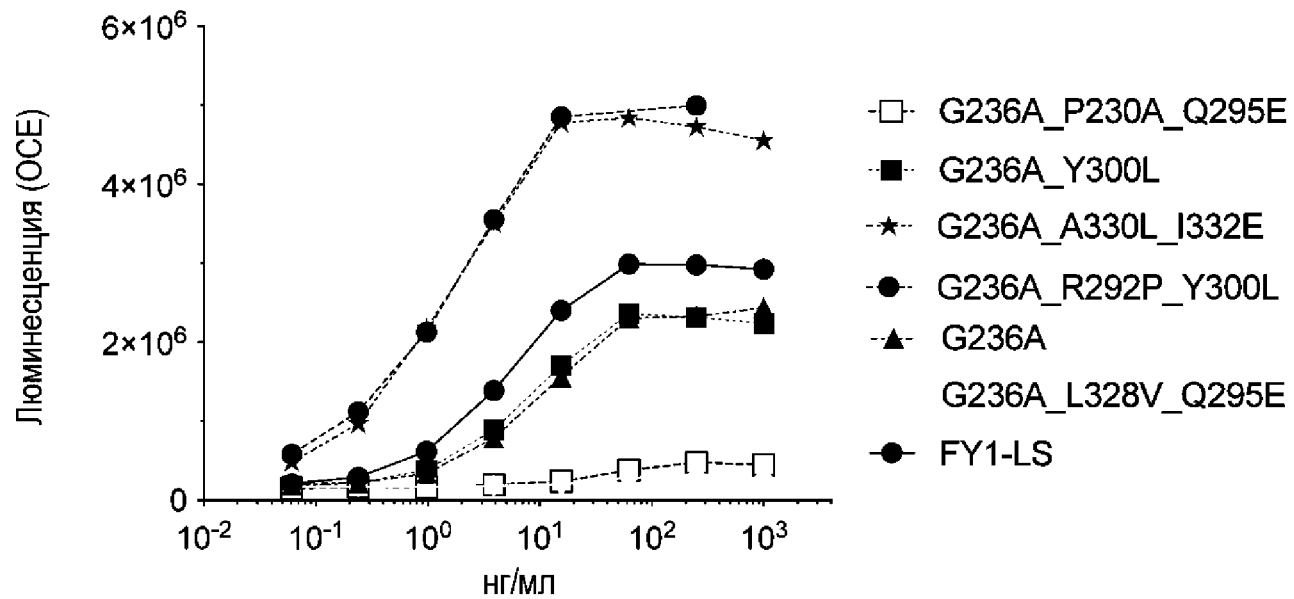 Люминесценция (ОСЕ)
6×10⁶
4×10⁶
2×10⁶
0
10⁻²
10⁻¹
10⁰
10¹
10²
10³
нг/мл
G236A_P230A_Q295E
G236A_Y300L
G236A_A330L_I332E
G236A_R292P_Y300L
G236A
G236A_L328V_Q295E
FY1-LS